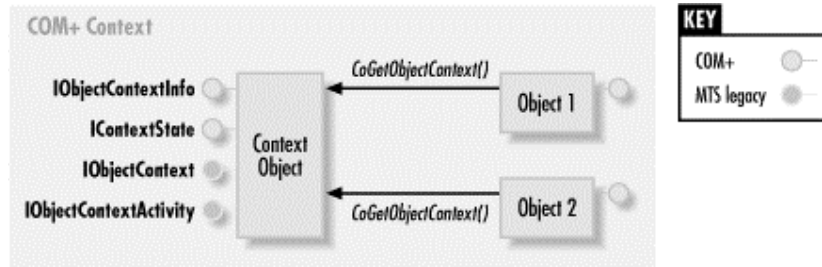 COM+ Context
IObjectContextInfo
IContextState
IObjectContext
IObjectContextActivity
Context
Object
CoGetObjectContext()
Object 1
CoGetObjectContext()
Object 2
KEY
COM+
MTS legacy